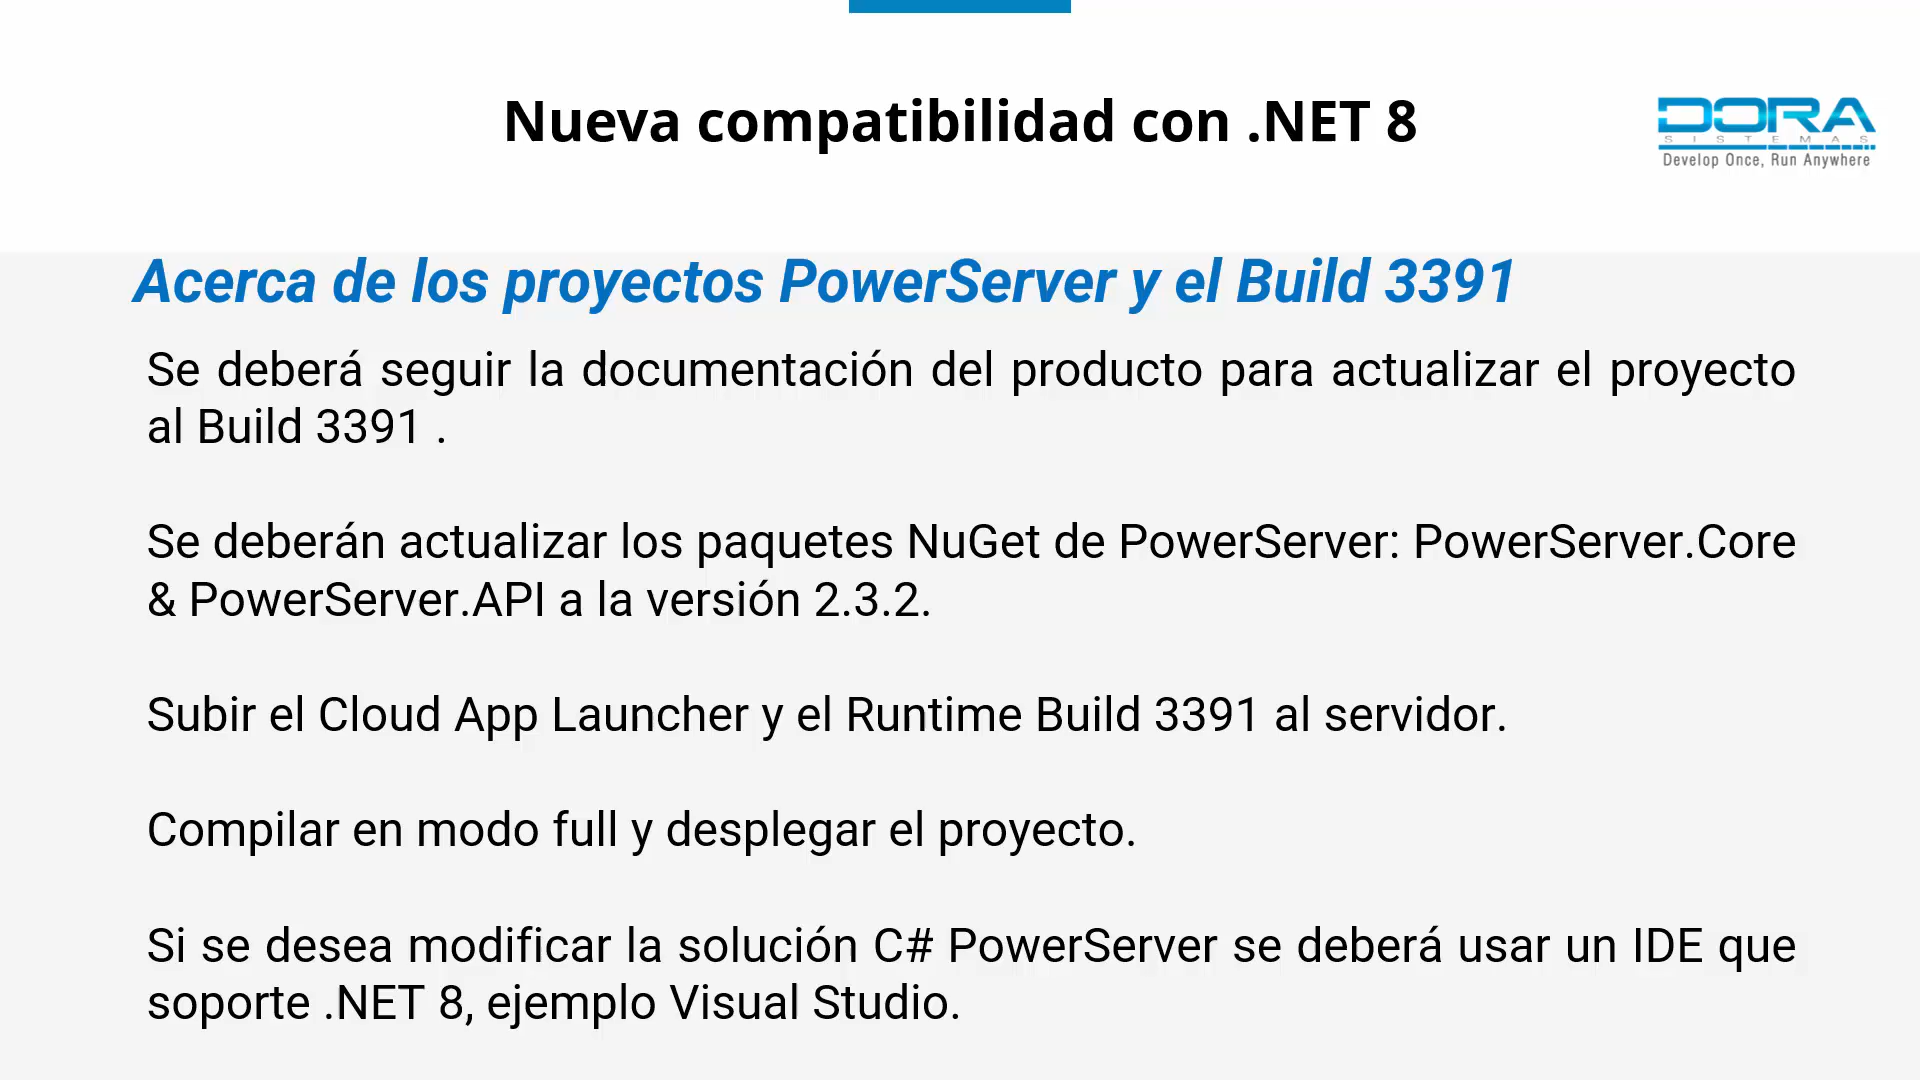 Nueva compatibilidad con .NET 8
DORA
SISTEMAS
Develop Once, Run Anywhere
Acerca de los proyectos PowerServer y el Build 3391
Se deberá seguir la documentación del producto para actualizar el proyecto
al Build 3391 .
Se deberán actualizar los paquetes NuGet de PowerServer: PowerServer.Core
& PowerServer.API a la versión 2.3.2.
Subir el Cloud App Launcher y el Runtime Build 3391 al servidor.
Compilar en modo full y desplegar el proyecto.
Si se desea modificar la solución C# PowerServer se deberá usar un IDE que
soporte .NET 8, ejemplo Visual Studio.